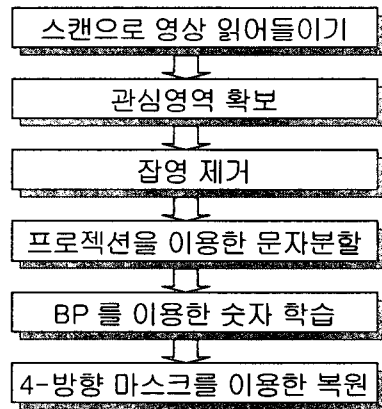 스캔으로 영상 읽어들이기
관심영역 확보
잡영 제거
프로젝션을 이용한 문자분할
BP 를 이용한 숫자 학습
4-방향 마스크를 이용한 복원